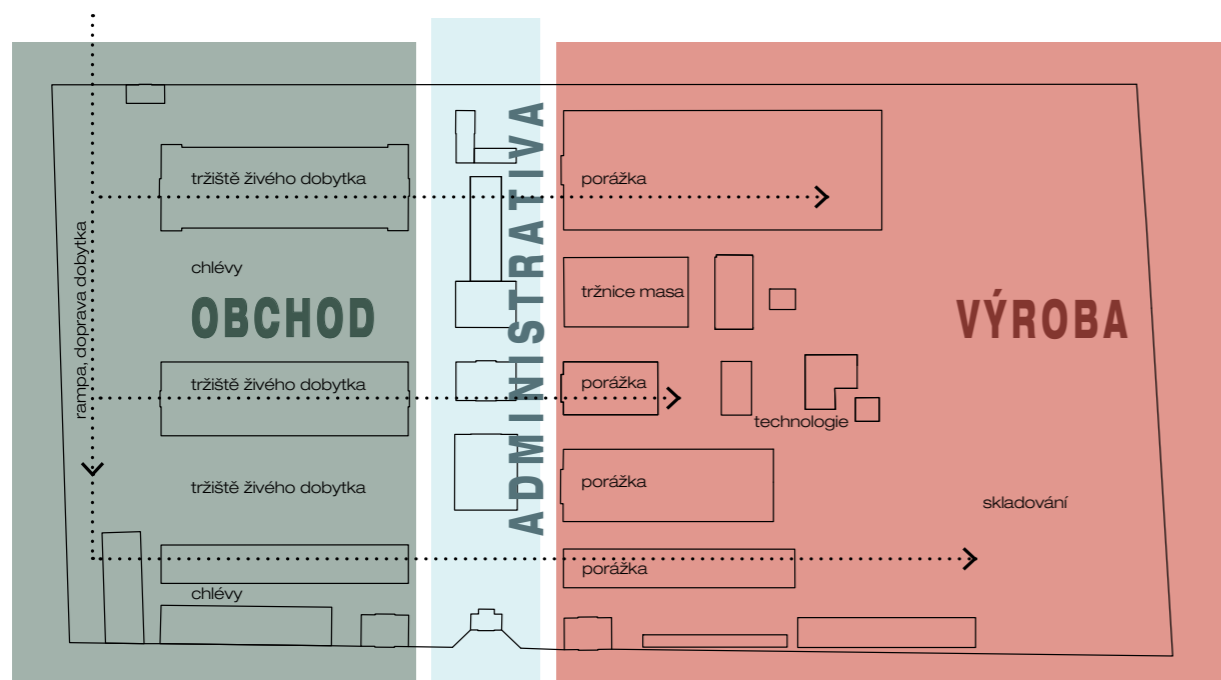 rampa, doprava dobytka
tržiště živého dobytka
chlévy
OBCHOD
tržiště živého dobytka
tržiště živého dobytka
chlévy
ADMINISTRATIVA
porážka
tržnice masa
VÝROBA
porážka
technologie
porážka
skladování
porážka